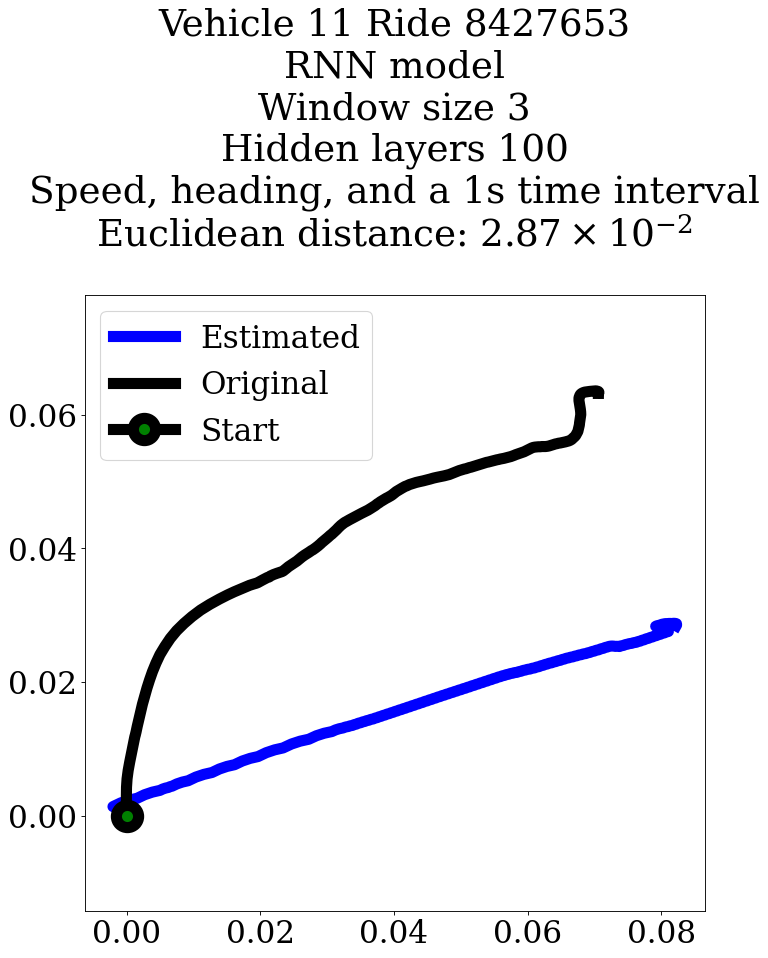 Vehicle 11 Ride 8427653
RNN model
Window size 3
Hidden layers 100
Speed, heading, and a 1s time interval
Euclidean distance: 2.87 × 10⁻²
Estimated
Original
Start
0.06
0.04
0.02
0.00
0.00 0.02 0.04 0.06 0.08